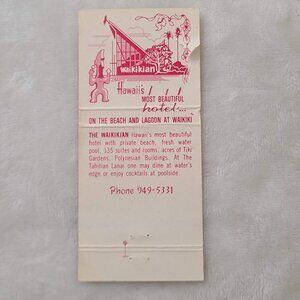 Waikikian
Hawaii's
MOST BEAUTIFUL
hotel...
ON THE BEACH AND LAGOON AT WAIKIKI
THE WAIKIKIAN Hawaii's most beautiful
hotel with private beach, fresh water
pool, 135 suites and rooms, acres of Tiki
Gardens, Polynesian Buildings. At The
Tahitian Lanai one may dine at water's
edge or enjoy cocktails at poolside.
Phone 949-5331